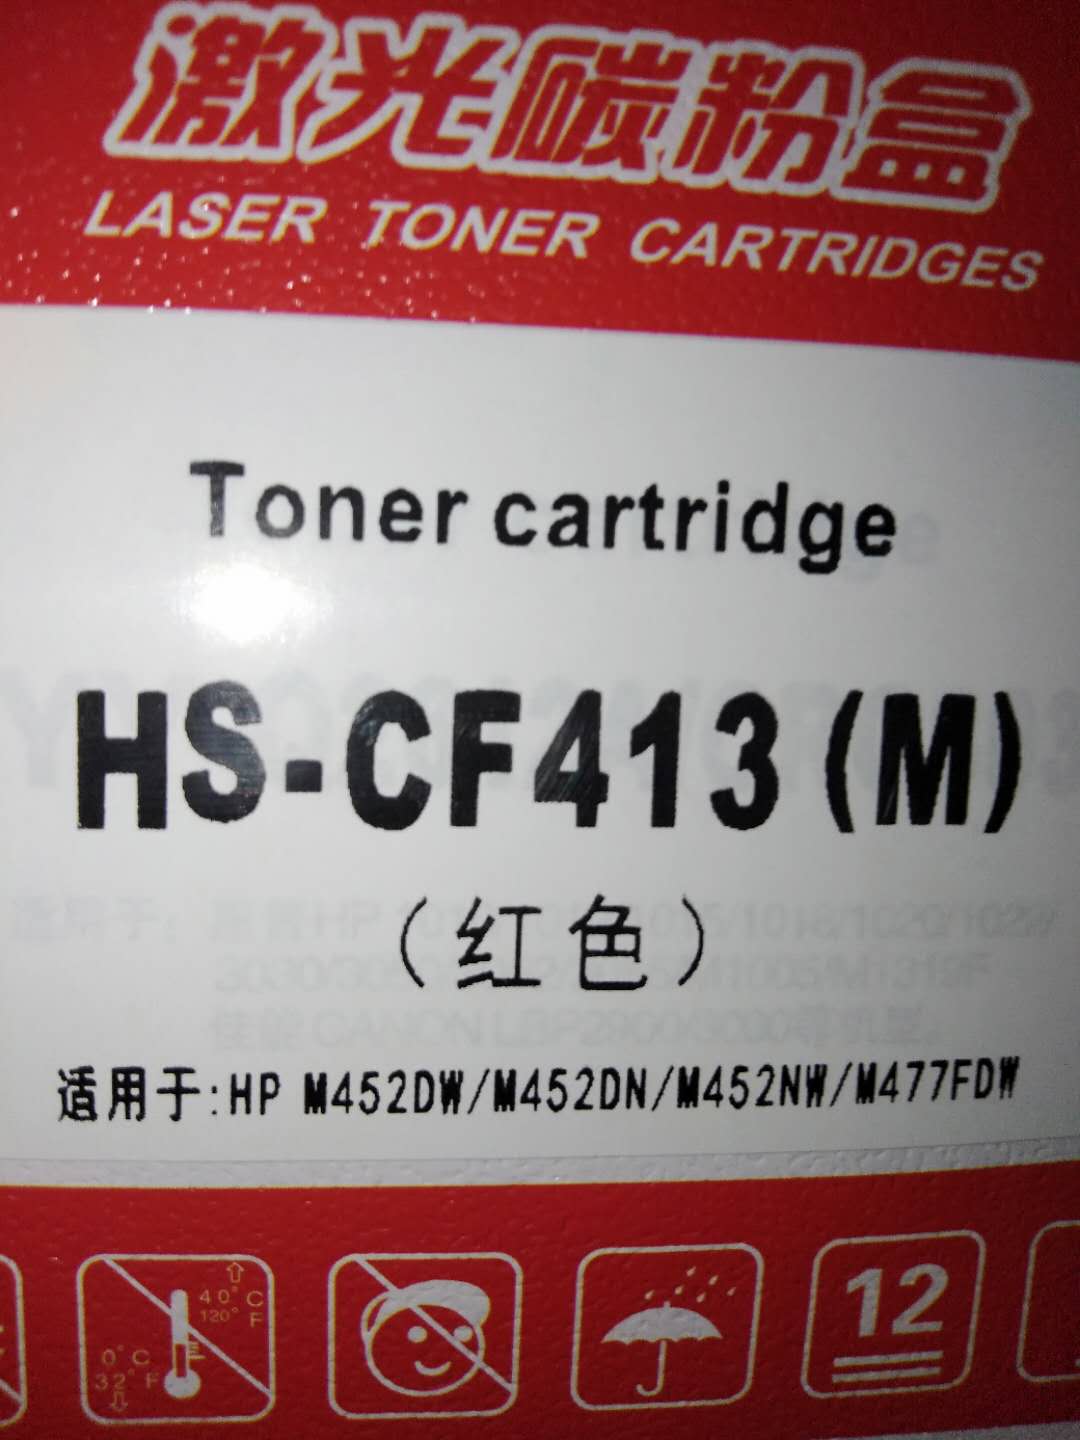 激光碳粉盒
LASER TONER CARTRIDGES
Toner cartridge
HS-CF413(M)
(红色)
适用于:HP M452DW/M452DN/M452NW/M477FDW
40°C
120°F
0°C
32°F
12